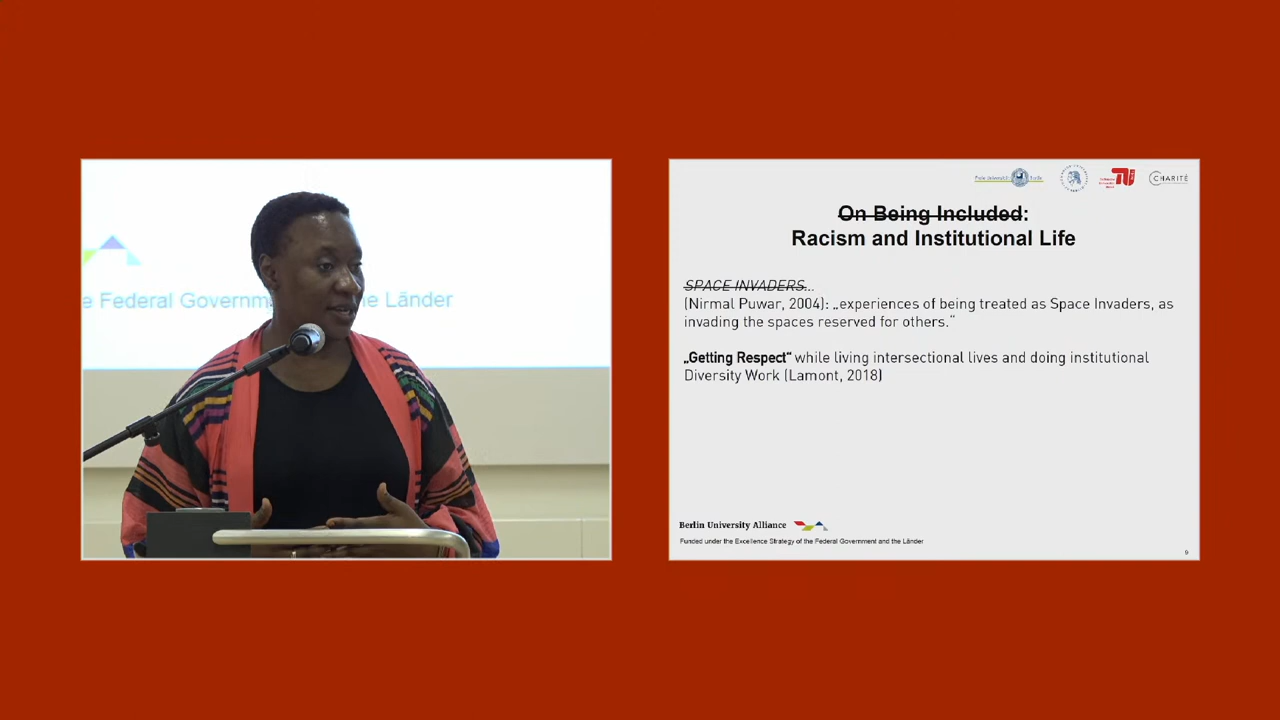 e Federal Governm he Länder
CHARITÉ
On Being Included:
Racism and Institutional Life
SPACE INVADERS...
(Nirmal Puwar, 2004): „experiences of being treated as Space Invaders, as
invading the spaces reserved for others.“
„Getting Respect“ while living intersectional lives and doing institutional
Diversity Work (Lamont, 2018)
Berlin University Alliance
Funded under the Excellence Strategy of the Federal Government and the Länder
9